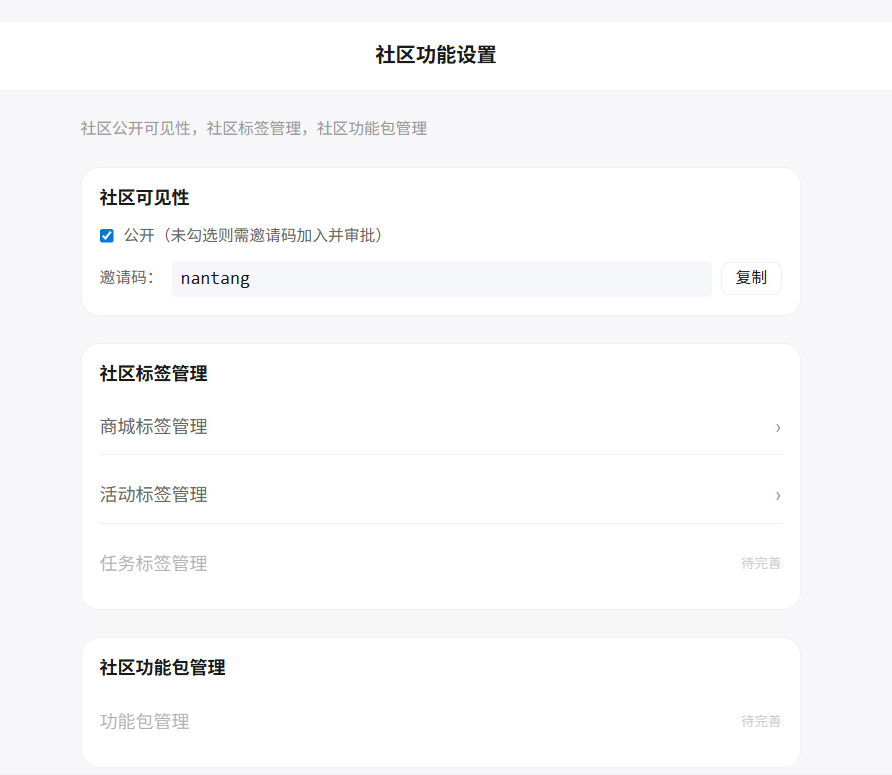 社区功能设置
社区公开可见性，社区标签管理，社区功能包管理
社区可见性
公开（未勾选则需邀请码加入并审批）
邀请码： nantang 复制
社区标签管理
商城标签管理 ›
活动标签管理 ›
任务标签管理 待完善
社区功能包管理
功能包管理 待完善